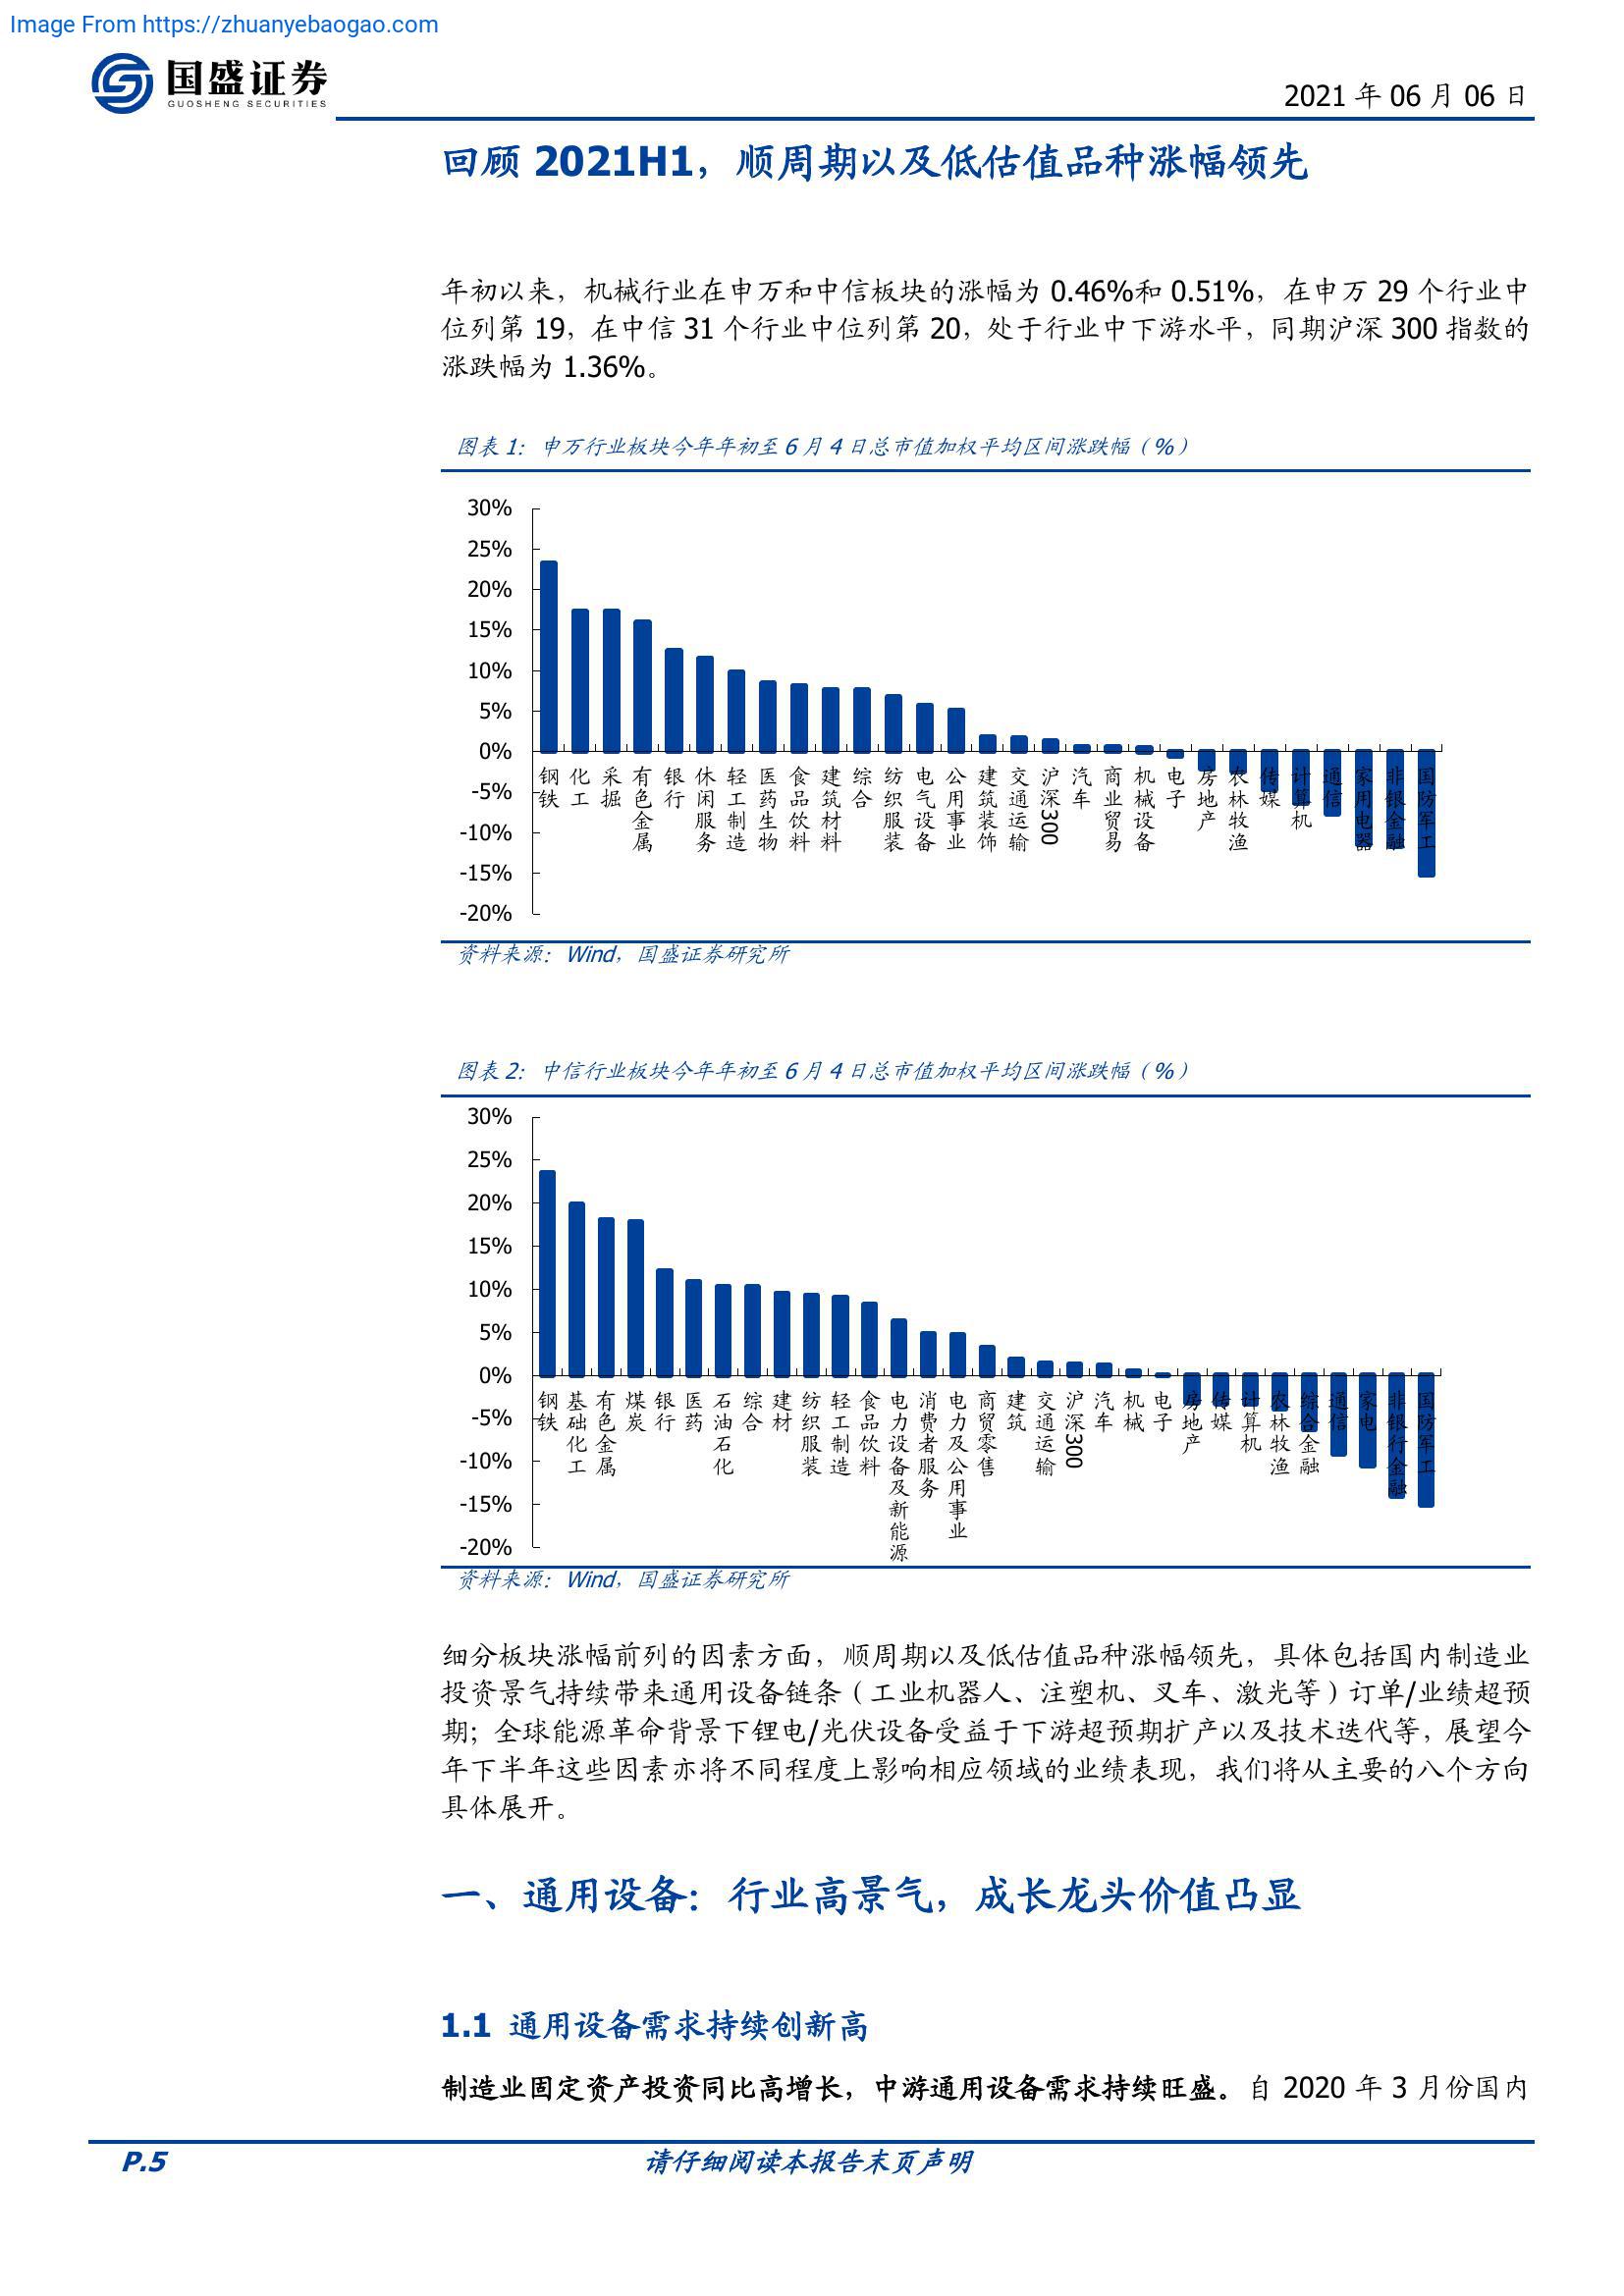 Image From https://zhuanyebaogao.com
国盛证券
GUOSHENG SECURITIES
2021 年 06 月 06 日
回顾 2021H1，顺周期以及低估值品种涨幅领先
年初以来，机械行业在申万和中信板块的涨幅为 0.46%和 0.51%，在申万 29 个行业中
位列第 19，在中信 31 个行业中位列第 20，处于行业中下游水平，同期沪深 300 指数的
涨跌幅为 1.36%。
图表 1：申万行业板块今年年初至 6 月 4 日总市值加权平均区间涨跌幅（%）
30%
25%
20%
15%
10%
5%
0%
-5%
-10%
-15%
-20%
钢铁
化工
采掘
有色金属
银行
休闲服务
轻工制造
医药生物
食品饮料
建筑材料
综合
纺织服装
电气设备
公用事业
建筑装饰
交通运输
沪深300
汽车
商业贸易
机械设备
电子
房地产
农林牧渔
传媒
计算机
通信
家用电器
非银金融
国防军工
资料来源：Wind，国盛证券研究所
图表 2：中信行业板块今年年初至 6 月 4 日总市值加权平均区间涨跌幅（%）
30%
25%
20%
15%
10%
5%
0%
-5%
-10%
-15%
-20%
钢铁
基础化工
有色金属
煤炭
银行
医药
石油石化
综合
建材
纺织服装
轻工制造
食品饮料
电力设备及新能源
消费者服务
电力及公用事业
商贸零售
建筑
交通运输
沪深300
汽车
机械
电子
房地产
传媒
计算机
农林牧渔
综合金融
通信
家电
非银行金融
国防军工
资料来源：Wind，国盛证券研究所
细分板块涨幅前列的因素方面，顺周期以及低估值品种涨幅领先，具体包括国内制造业
投资景气持续带来通用设备链条（工业机器人、注塑机、叉车、激光等）订单/业绩超预
期；全球能源革命背景下锂电/光伏设备受益于下游超预期扩产以及技术迭代等，展望今
年下半年这些因素亦将不同程度上影响相应领域的业绩表现，我们将从主要的八个方向
具体展开。
一、通用设备：行业高景气，成长龙头价值凸显
1.1 通用设备需求持续创新高
制造业固定资产投资同比高增长，中游通用设备需求持续旺盛。自 2020 年 3 月份国内
P.5
请仔细阅读本报告末页声明